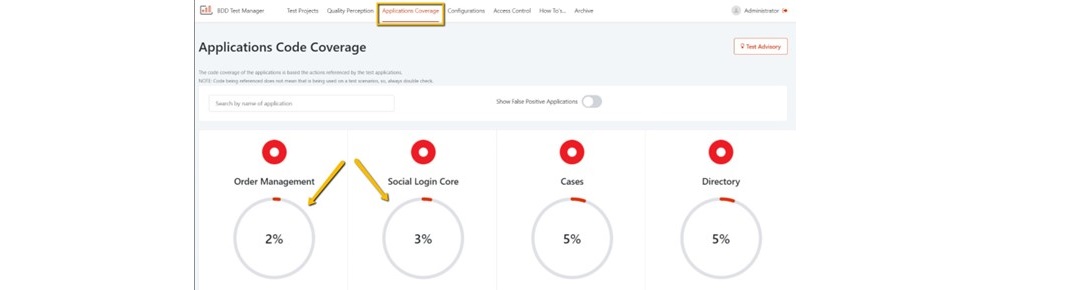 BDD Test Manager Test Projects Quality Perception Applications Coverage Configurations Access Control How To's... Archive Administrator
Applications Code Coverage
Test Advisory
The code coverage of the applications is based the actions referenced by the test applications.
NOTE: Code being referenced does not mean that is being used on a test scenarios, so, always double check.
Search by name of application
Show False Positive Applications
Order Management Social Login Core Cases Directory
2% 3% 5% 5%